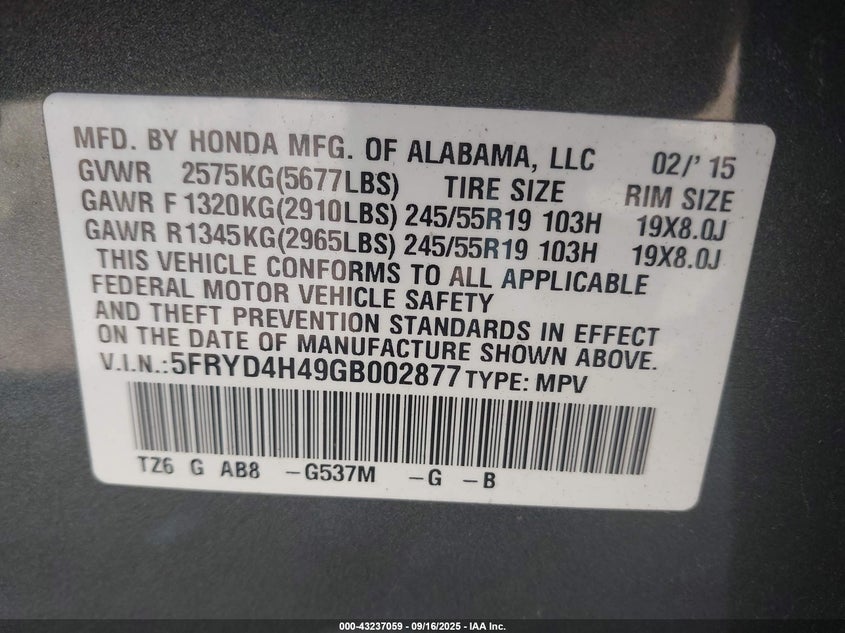 MFD. BY HONDA MFG. OF ALABAMA, LLC 02/' 15
GVWR 2575KG(5677LBS) TIRE SIZE RIM SIZE
GAWR F 1320KG(2910LBS) 245/55R19 103H 19X8.0J
GAWR R1345KG(2965LBS) 245/55R19 103H 19X8.0J
THIS VEHICLE CONFORMS TO ALL APPLICABLE
FEDERAL MOTOR VEHICLE SAFETY
AND THEFT PREVENTION STANDARDS IN EFFECT
ON THE DATE OF MANUFACTURE SHOWN ABOVE.
V.I.N.:5FRYD4H49GB002877 TYPE: MPV
TZ6 G AB8 –G537M –G –B
000-43237059 - 09/16/2025 - IAA Inc.